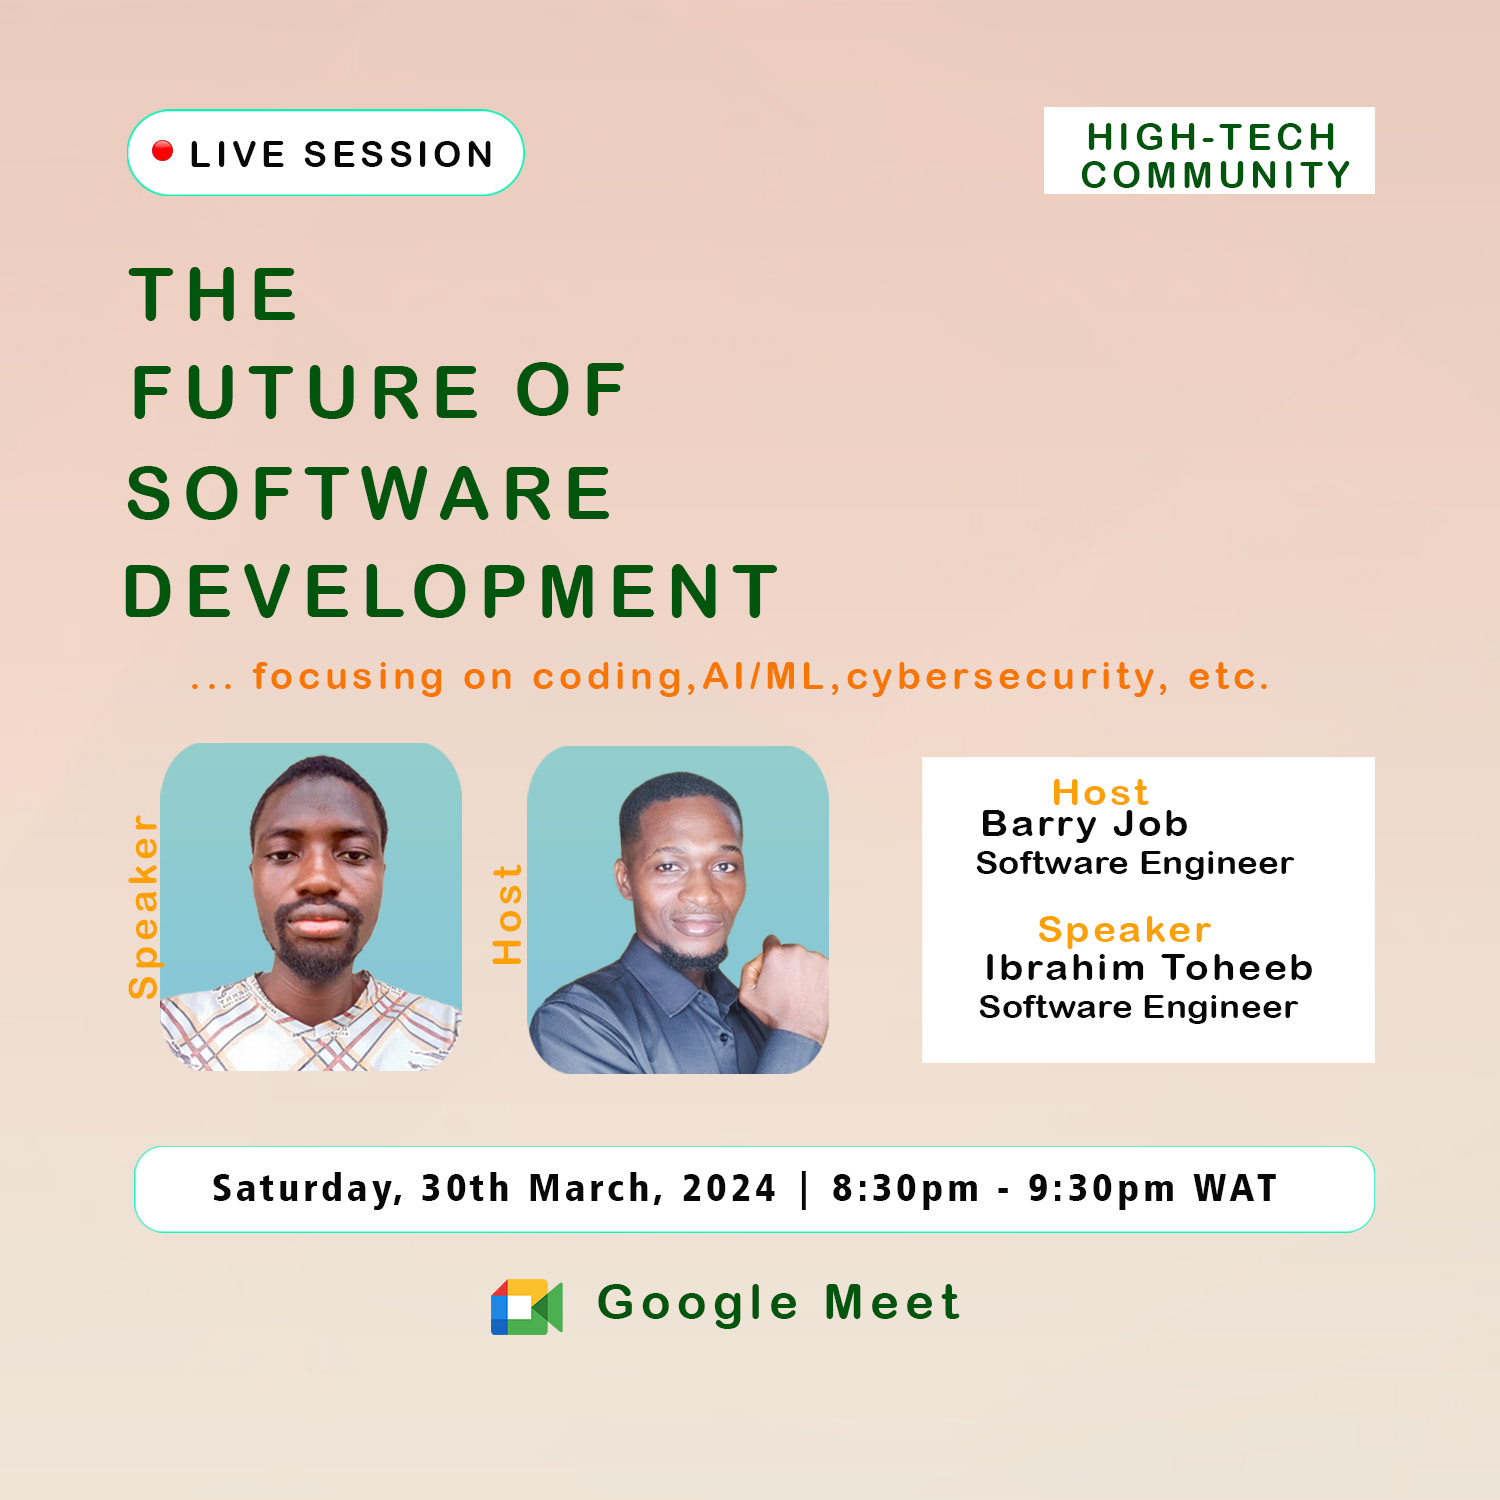 LIVE SESSION
HIGH-TECH
COMMUNITY
THE
FUTURE OF
SOFTWARE
DEVELOPMENT
... focusing on coding,AI/ML,cybersecurity, etc.
Speaker
Host
Host
Barry Job
Software Engineer
Speaker
Ibrahim Toheeb
Software Engineer
Saturday, 30th March, 2024 | 8:30pm - 9:30pm WAT
Google Meet